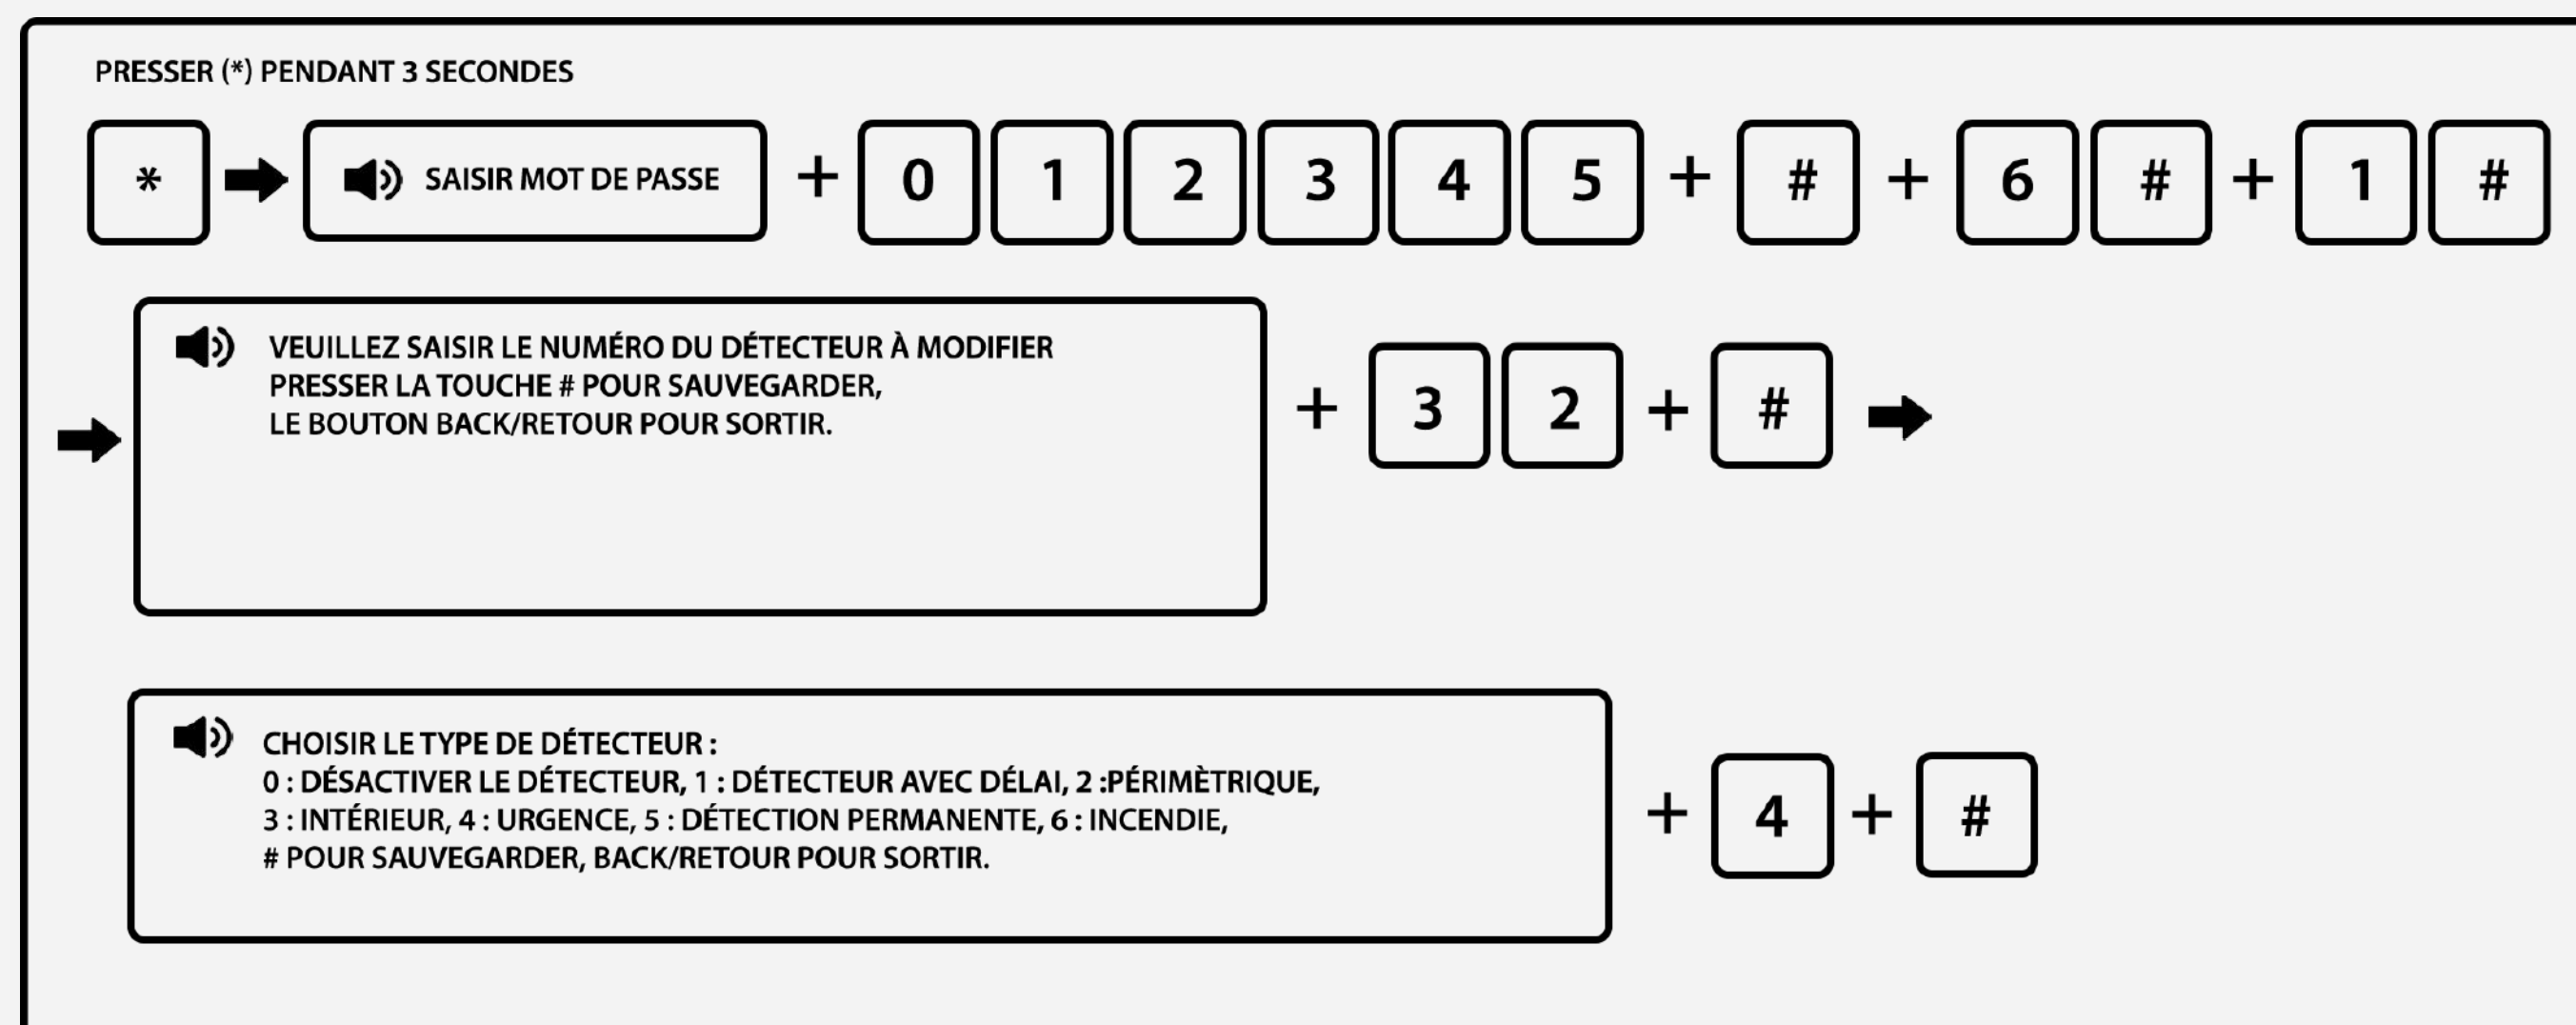 PRESSER (*) PENDANT 3 SECONDES
* SAISIR MOT DE PASSE + 0 1 2 3 4 5 + # + 6 # + 1 #
VEUILLEZ SAISIR LE NUMÉRO DU DÉTECTEUR À MODIFIER
PRESSER LA TOUCHE # POUR SAUVEGARDER,
LE BOUTON BACK/RETOUR POUR SORTIR.
+ 3 2 + #
CHOISIR LE TYPE DE DÉTECTEUR :
0 : DÉSACTIVER LE DÉTECTEUR, 1 : DÉTECTEUR AVEC DÉLAI, 2 :PÉRIMÈTRIQUE,
3 : INTÉRIEUR, 4 : URGENCE, 5 : DÉTECTION PERMANENTE, 6 : INCENDIE,
# POUR SAUVEGARDER, BACK/RETOUR POUR SORTIR.
+ 4 + #